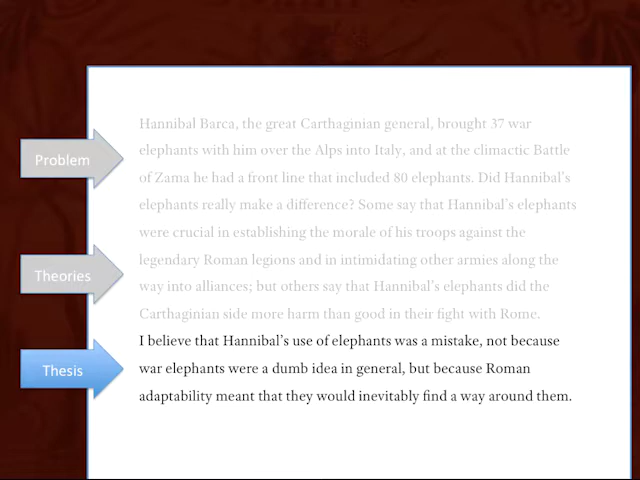 Hannibal Barca, the great Carthaginian general, brought 37 war
elephants with him over the Alps into Italy, and at the climactic Battle
Problem
of Zama he had a front line that included 80 elephants. Did Hannibal's
elephants really make a difference? Some say that Hannibal's elephants
were crucial in establishing the morale of his troops against the
legendary Roman legions and in intimidating other armies along the
Theories
way into alliances; but others say that Hannibal's elephants did the
Carthaginian side more harm than good in their fight with Rome.
I believe that Hannibal's use of elephants was a mistake, not because
Thesis
war elephants were a dumb idea in general, but because Roman
adaptability meant that they would inevitably find a way around them.